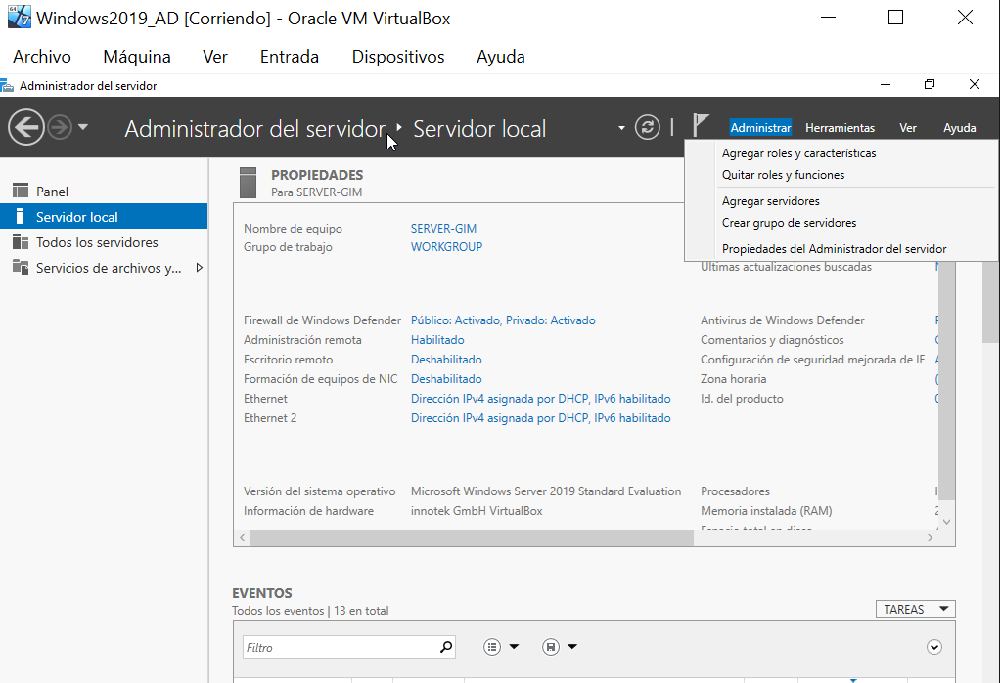 Windows2019_AD [Corriendo] - Oracle VM VirtualBox
Archivo Máquina Ver Entrada Dispositivos Ayuda
Administrador del servidor
Administrador del servidor Servidor local
Administrar Herramientas Ver Ayuda
Agregar roles y características
Quitar roles y funciones
Agregar servidores
Crear grupo de servidores
Propiedades del Administrador del servidor
Panel
Servidor local
Todos los servidores
Servicios de archivos y...
PROPIEDADES
Para SERVER-GIM
Nombre de equipo SERVER-GIM
Grupo de trabajo WORKGROUP
Últimas actualizaciones buscadas
Firewall de Windows Defender Público: Activado, Privado: Activado Antivirus de Windows Defender
Administración remota Habilitado Comentarios y diagnósticos
Escritorio remoto Deshabilitado Configuración de seguridad mejorada de IE
Formación de equipos de NIC Deshabilitado Zona horaria
Ethernet Dirección IPv4 asignada por DHCP, IPv6 habilitado Id. del producto
Ethernet 2 Dirección IPv4 asignada por DHCP, IPv6 habilitado
Versión del sistema operativo Microsoft Windows Server 2019 Standard Evaluation Procesadores
Información de hardware innotek GmbH VirtualBox Memoria instalada (RAM)
Espacio total en disco
EVENTOS
Todos los eventos | 13 en total
TAREAS
Filtro